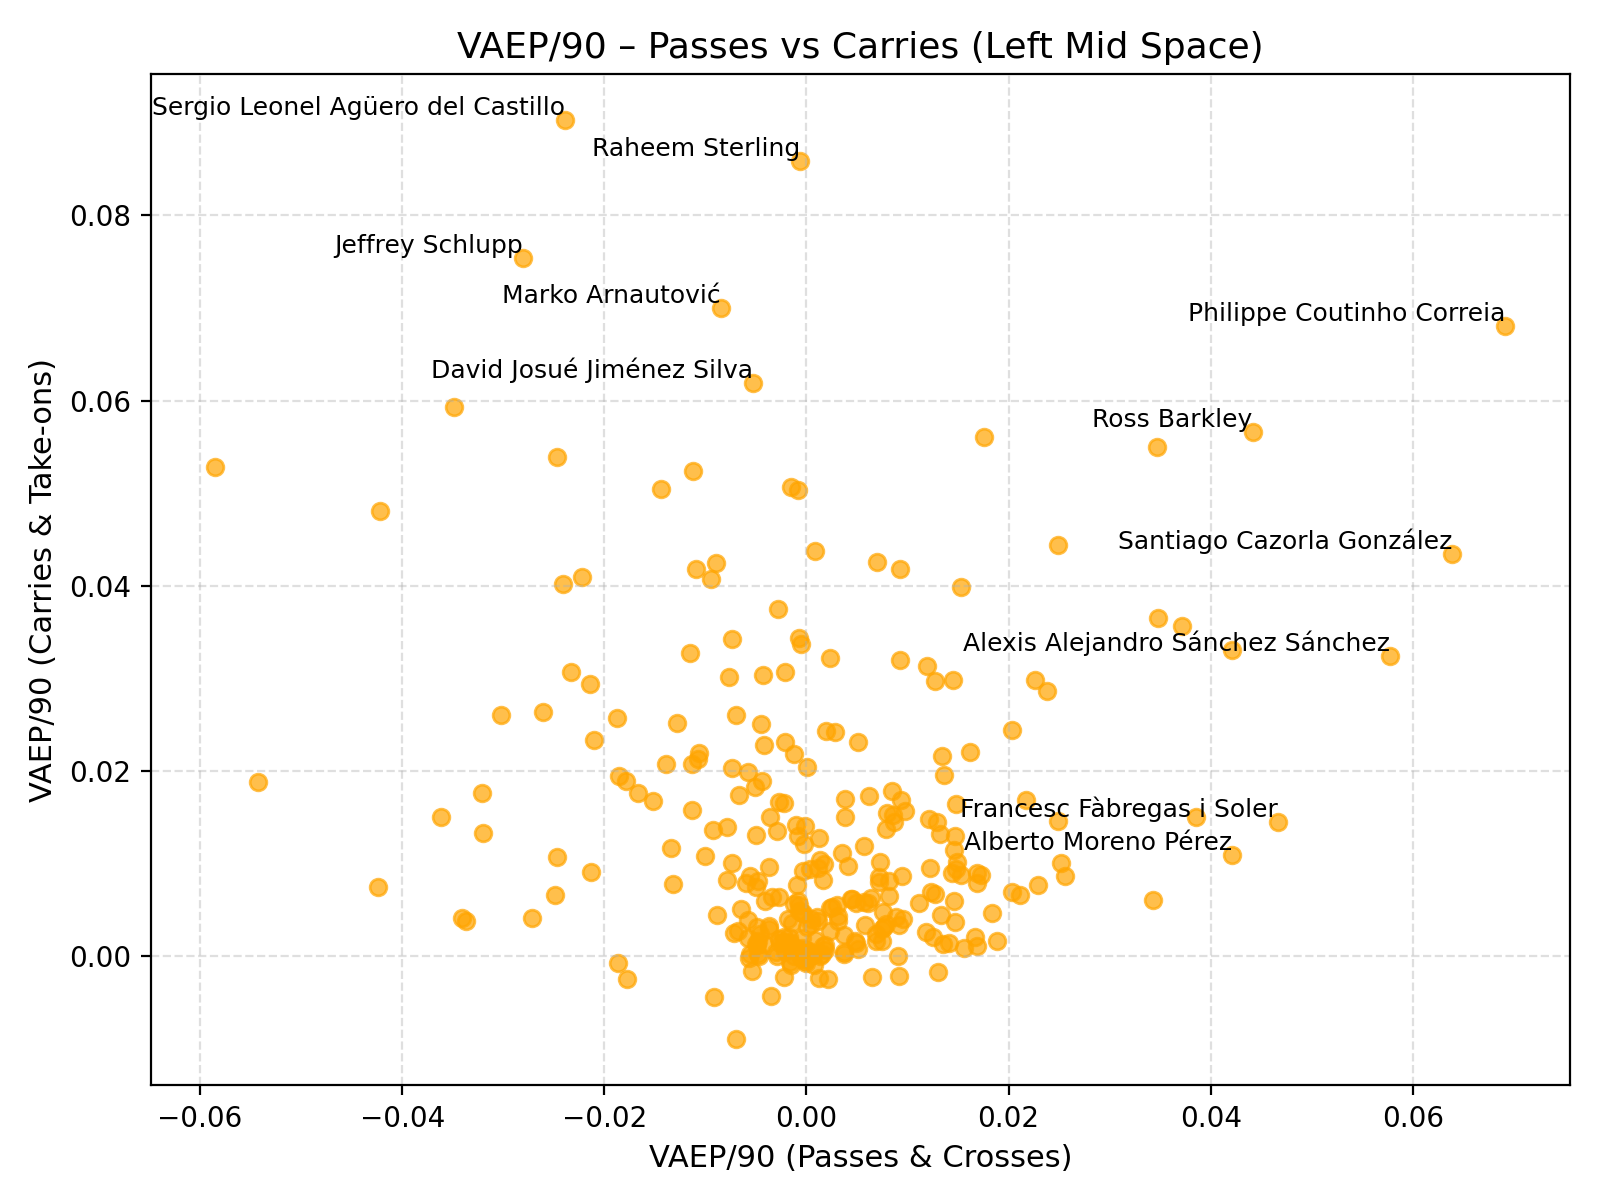 VAEP/90 – Passes vs Carries (Left Mid Space)
Sergio Leonel Agüero del Castillo
Raheem Sterling
Jeffrey Schlupp
Marko Arnautović
Philippe Coutinho Correia
David Josué Jiménez Silva
Ross Barkley
Santiago Cazorla González
Alexis Alejandro Sánchez Sánchez
Francesc Fàbregas i Soler
Alberto Moreno Pérez
VAEP/90 (Carries & Take-ons)
0.08
0.06
0.04
0.02
0.00
−0.06
−0.04
−0.02
0.00
0.02
0.04
0.06
VAEP/90 (Passes & Crosses)